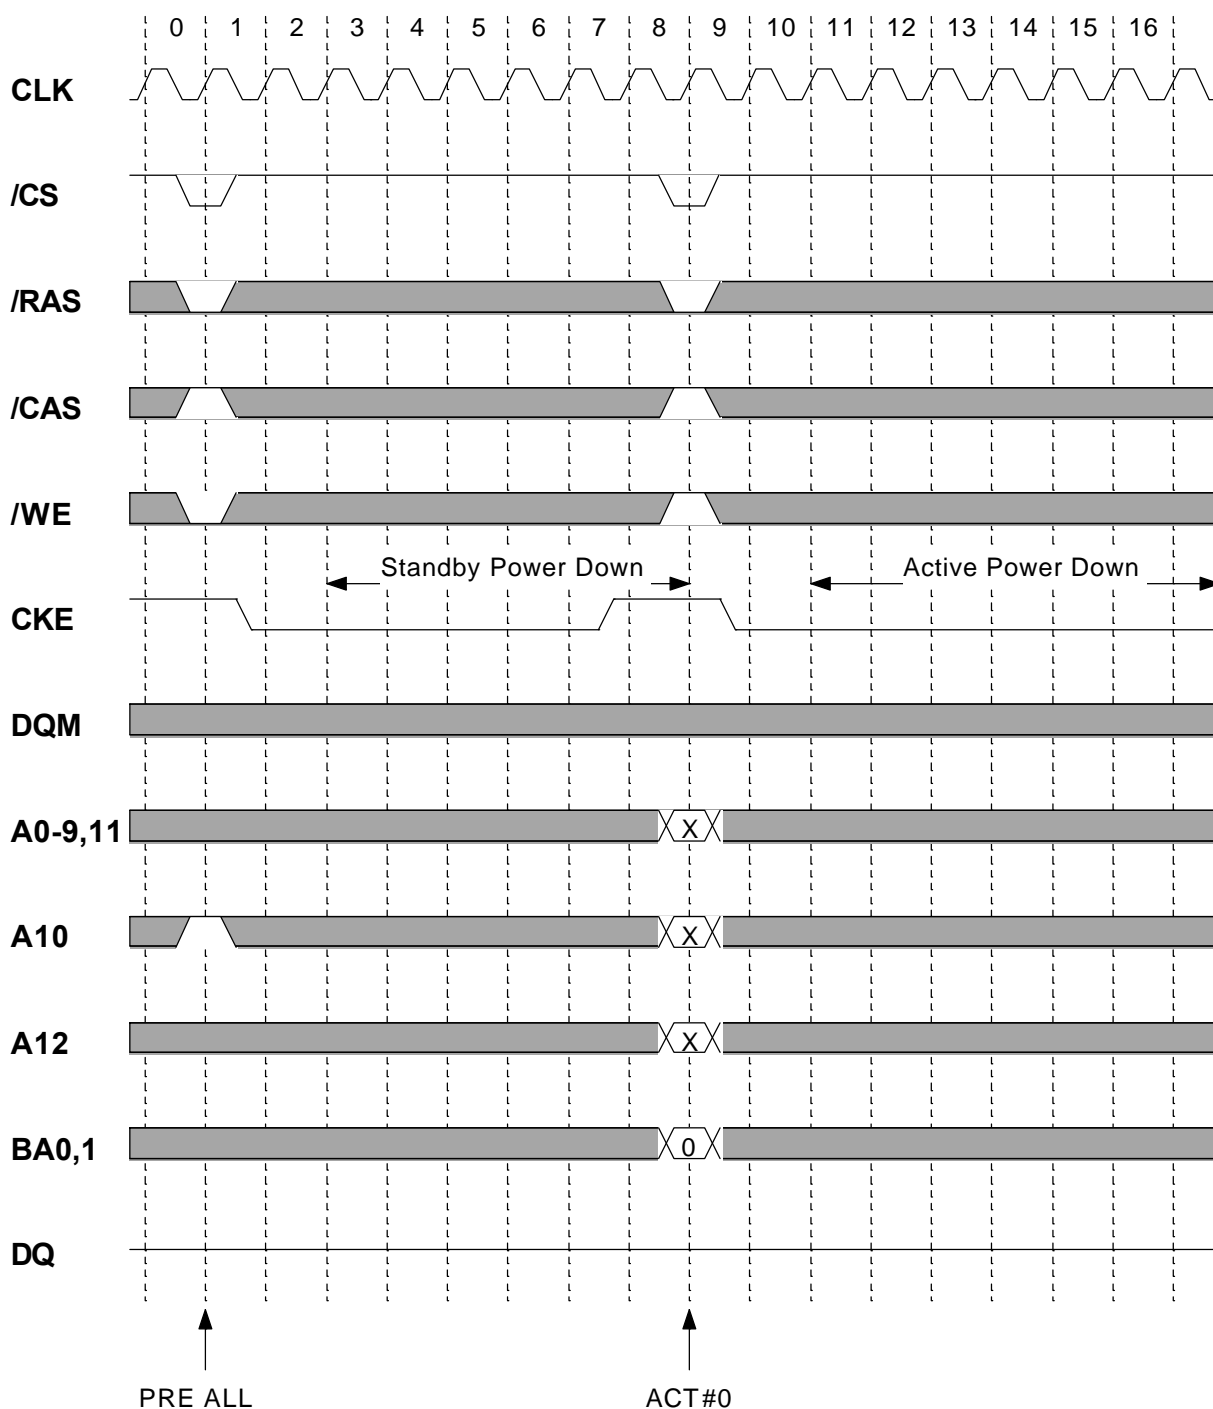 0 1 2 3 4 5 6 7 8 9 10 11 12 13 14 15 16
CLK
/CS
/RAS
/CAS
/WE
Standby Power Down Active Power Down
CKE
DQM
A0-9,11 X
A10 X
A12 X
BA0,1 0
DQ
PRE ALL ACT#0